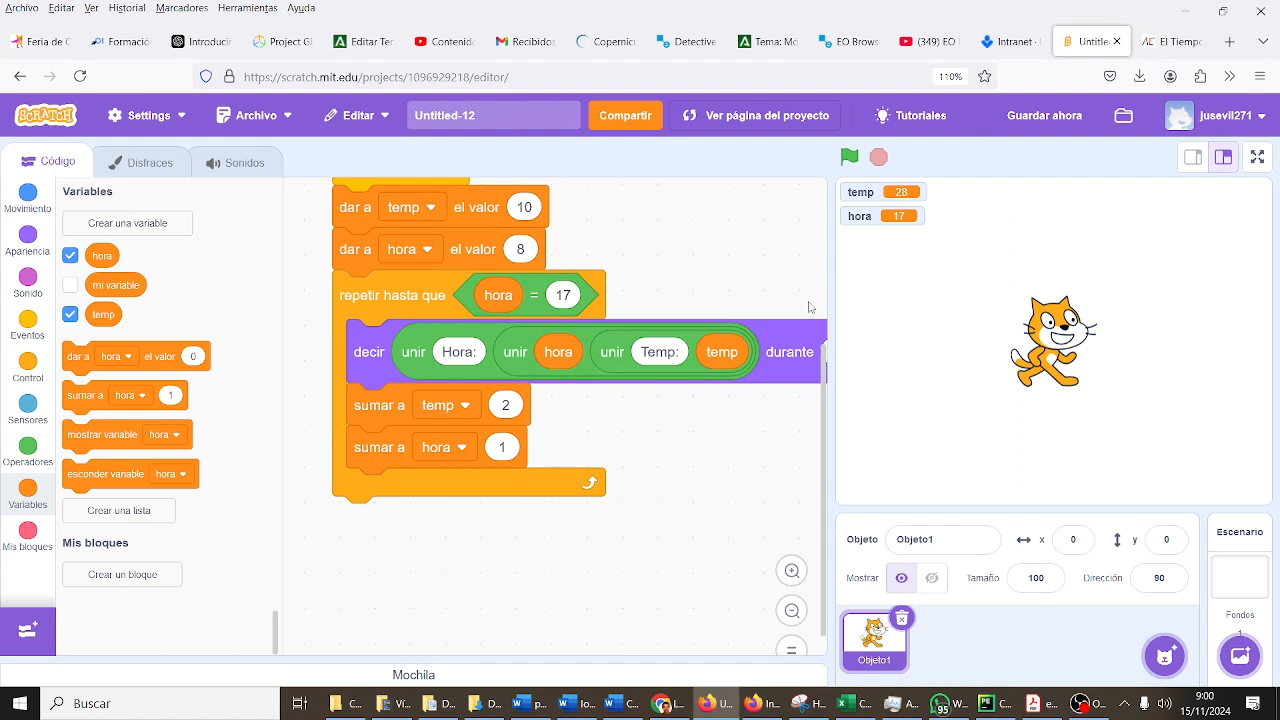 Archivo Editar Ver Historial Marcadores Herramientas Ayuda
Feria de C Formación Introducir Project Gl Editar Ter Contenido Recibido Copernic Detective Tema Mo EO Brows (349) EO I Intranet - Untitle El Tiempo
https://scratch.mit.edu/projects/1096929218/editor/ 110%
SCRATCH Settings Archivo Editar Untitled-12 Compartir Ver página del proyecto Tutoriales Guardar ahora jusevil271
Código Disfraces Sonidos
Movimiento
Apariencia
Sonido
Eventos
Control
Sensores
Operadores
Variables
Mis bloques
Variables
Crear una variable
hora
mi variable
temp
dar a hora el valor 0
sumar a hora 1
mostrar variable hora
esconder variable hora
Crear una lista
Mis bloques
Crear un bloque
dar a temp el valor 10
dar a hora el valor 8
repetir hasta que hora = 17
decir unir Hora: unir hora unir Temp: temp durante
sumar a temp 2
sumar a hora 1
temp 28
hora 17
Objeto Objeto1 x 0 y 0
Mostrar Tamaño 100 Dirección 90
Objeto1
Escenario
Fondos
1
Mochila
Buscar
9:00
15/11/2024